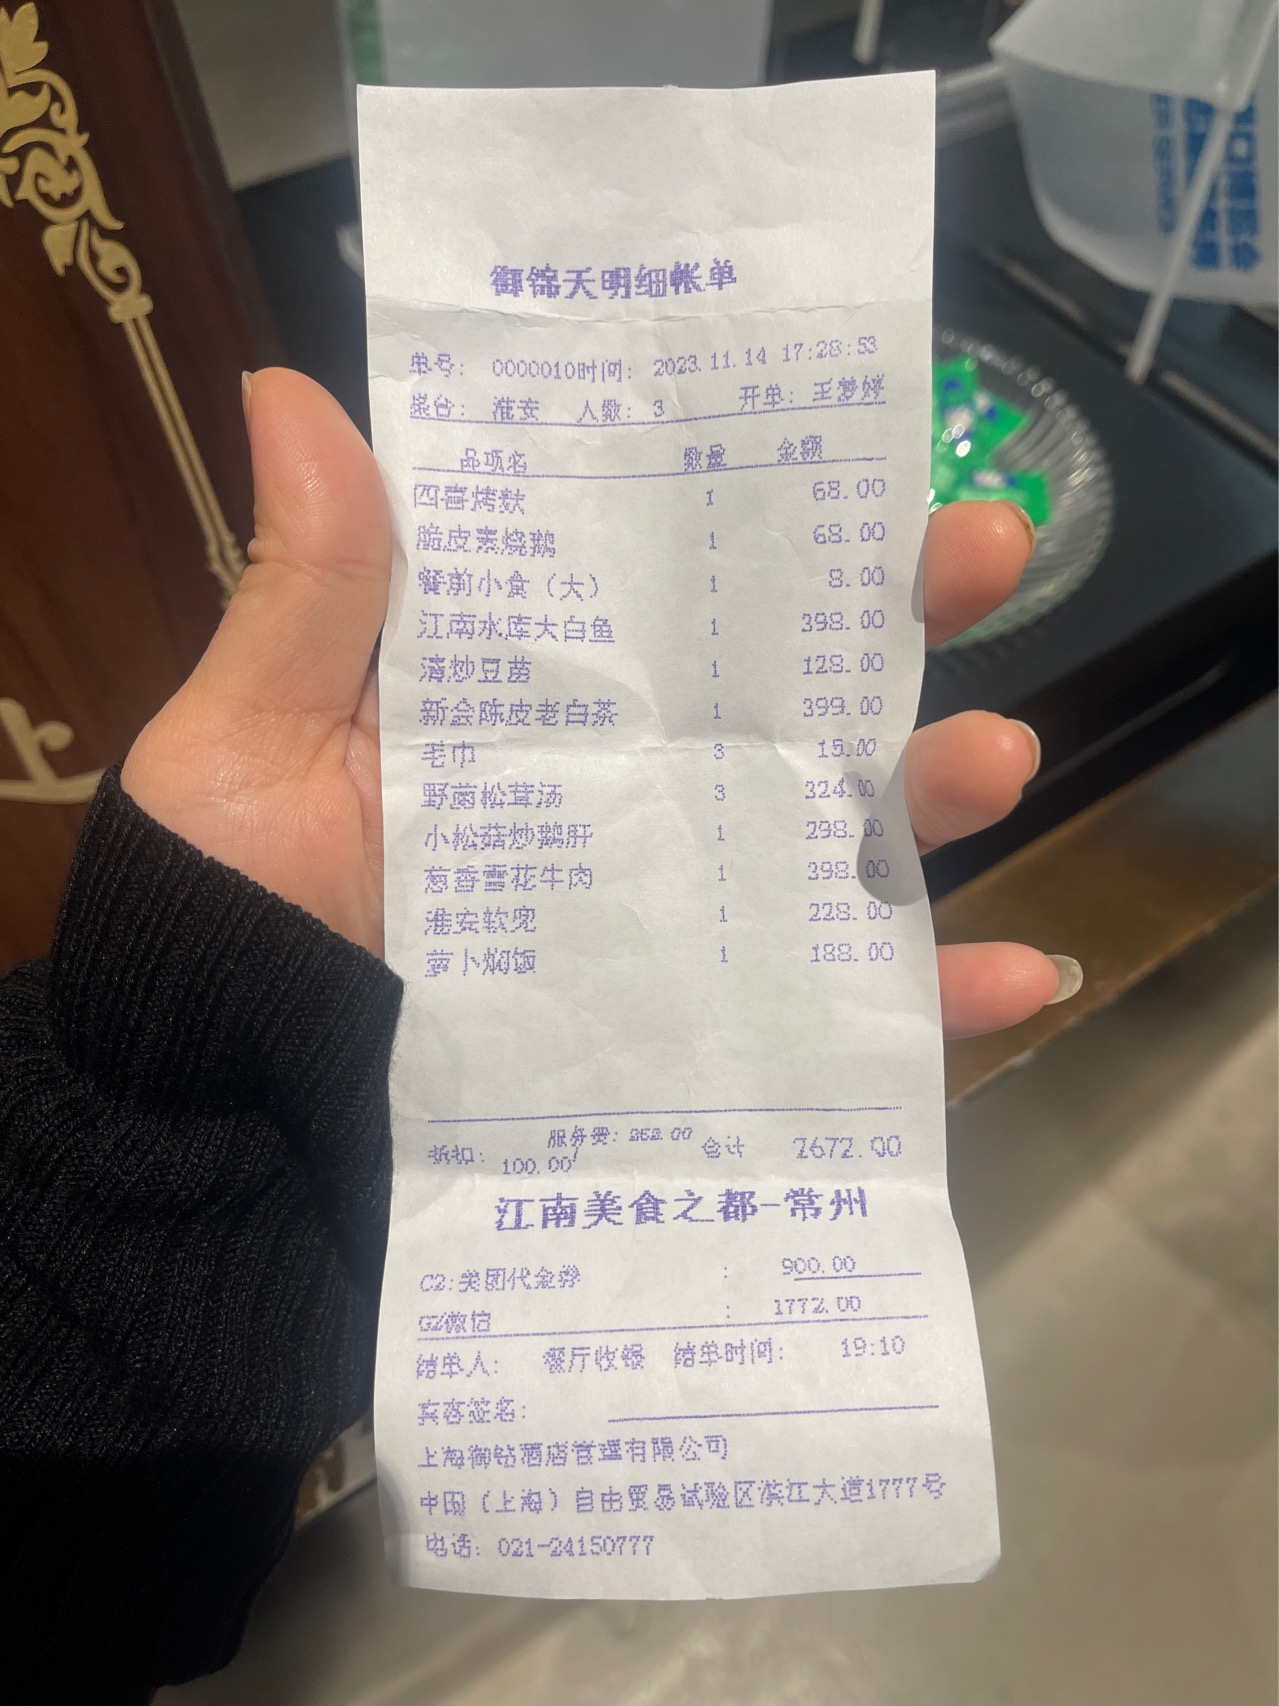 御锦天明细帐单
单号： 0000010时间： 2023.11.14 17:28:53
桌台： 淮安 人数： 3 开单： 王梦婷
品项名 数量 金额
四喜烤麸 1 68.00
脆皮素烧鹅 1 68.00
餐前小食（大） 1 8.00
江南水库大白鱼 1 398.00
清炒豆苗 1 128.00
新会陈皮老白茶 1 399.00
毛巾 3 15.00
野菌松茸汤 3 324.00
小松菇炒鹅肝 1 298.00
葱香雪花牛肉 1 398.00
淮安软兜 1 228.00
萝卜焖饭 1 188.00
服务费: 252.00
折扣： 100.00/ 合计 2672.00
江南美食之都-常州
C2:美团代金券 : 900.00
GZ微信 : 1772.00
结单人： 餐厅收银 结单时间： 19:10
宾客签名：
上海御钻酒店管理有限公司
中国（上海）自由贸易试验区滨江大道1777号
电话： 021-24150777